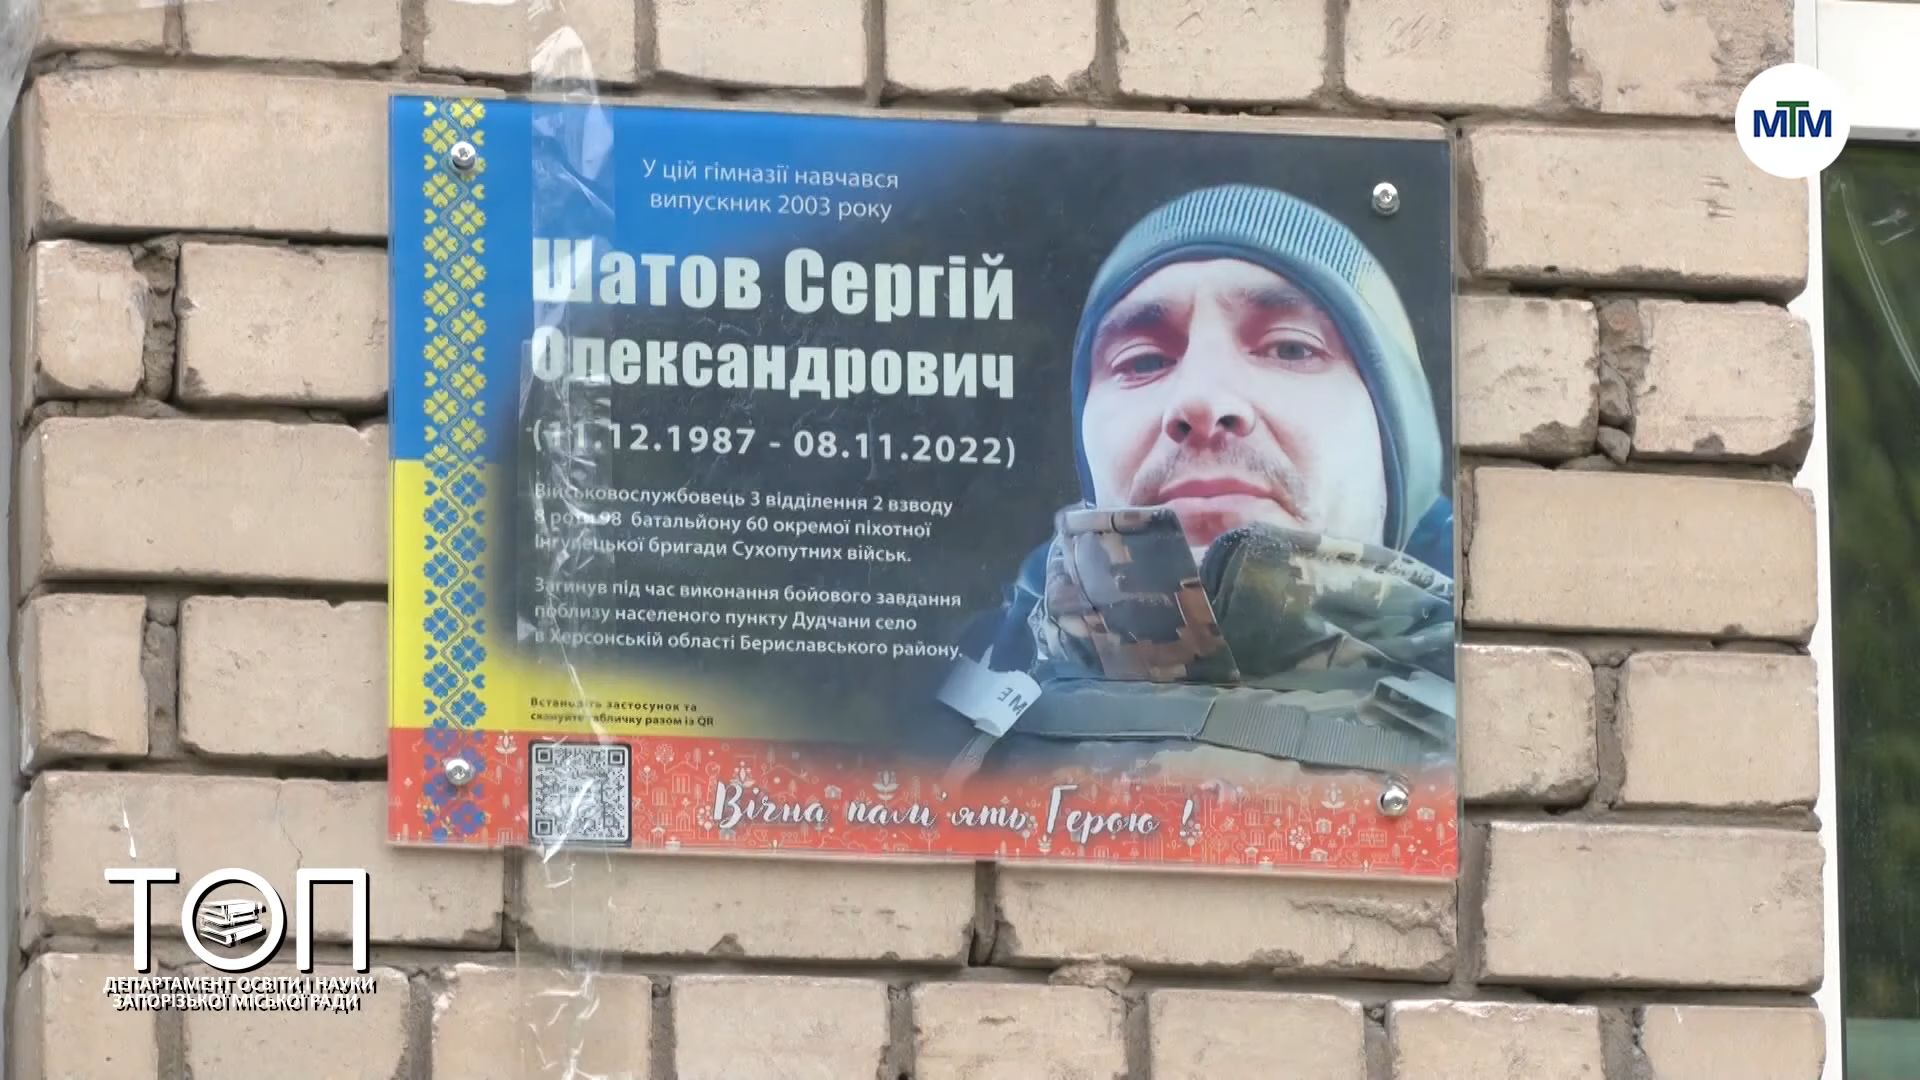 МТМ
У цій гімназії навчався
випускник 2003 року
Шатов Сергій
Олександрович
(11.12.1987 - 08.11.2022)
Військовослужбовець 3 відділення 2 взводу
8 роти 98 батальйону 60 окремої піхотної
Інгулецької бригади Сухопутних військ.
Загинув під час виконання бойового завдання
поблизу населеного пункту Дудчани село
в Херсонській області Бериславського району.
Встановіть застосунок та
скануйте табличку разом із QR
Вічна пам'ять Герою !
ТОП
ДЕПАРТАМЕНТ ОСВІТИ І НАУКИ
ЗАПОРІЗЬКОЇ МІСЬКОЇ РАДИ